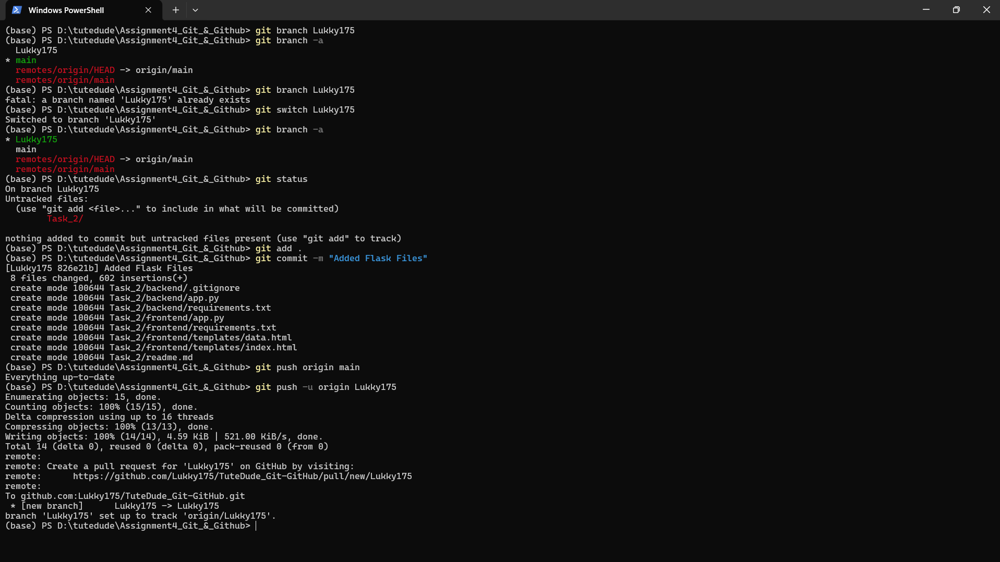 Windows PowerShell
(base) PS D:\tutedude\Assignment4_Git_&_Github> git branch Lukky175
(base) PS D:\tutedude\Assignment4_Git_&_Github> git branch -a
  Lukky175
* main
  remotes/origin/HEAD -> origin/main
  remotes/origin/main
(base) PS D:\tutedude\Assignment4_Git_&_Github> git branch Lukky175
fatal: a branch named 'Lukky175' already exists
(base) PS D:\tutedude\Assignment4_Git_&_Github> git switch Lukky175
Switched to branch 'Lukky175'
(base) PS D:\tutedude\Assignment4_Git_&_Github> git branch -a
* Lukky175
  main
  remotes/origin/HEAD -> origin/main
  remotes/origin/main
(base) PS D:\tutedude\Assignment4_Git_&_Github> git status
On branch Lukky175
Untracked files:
  (use "git add <file>..." to include in what will be committed)
        Task_2/

nothing added to commit but untracked files present (use "git add" to track)
(base) PS D:\tutedude\Assignment4_Git_&_Github> git add .
(base) PS D:\tutedude\Assignment4_Git_&_Github> git commit -m "Added Flask Files"
[Lukky175 826e21b] Added Flask Files
 8 files changed, 602 insertions(+)
 create mode 100644 Task_2/backend/.gitignore
 create mode 100644 Task_2/backend/app.py
 create mode 100644 Task_2/backend/requirements.txt
 create mode 100644 Task_2/frontend/app.py
 create mode 100644 Task_2/frontend/requirements.txt
 create mode 100644 Task_2/frontend/templates/data.html
 create mode 100644 Task_2/frontend/templates/index.html
 create mode 100644 Task_2/readme.md
(base) PS D:\tutedude\Assignment4_Git_&_Github> git push origin main
Everything up-to-date
(base) PS D:\tutedude\Assignment4_Git_&_Github> git push -u origin Lukky175
Enumerating objects: 15, done.
Counting objects: 100% (15/15), done.
Delta compression using up to 16 threads
Compressing objects: 100% (13/13), done.
Writing objects: 100% (14/14), 4.59 KiB | 521.00 KiB/s, done.
Total 14 (delta 0), reused 0 (delta 0), pack-reused 0 (from 0)
remote:
remote: Create a pull request for 'Lukky175' on GitHub by visiting:
remote:      https://github.com/Lukky175/TuteDude_Git-GitHub/pull/new/Lukky175
remote:
To github.com:Lukky175/TuteDude_Git-GitHub.git
 * [new branch]      Lukky175 -> Lukky175
branch 'Lukky175' set up to track 'origin/Lukky175'.
(base) PS D:\tutedude\Assignment4_Git_&_Github>